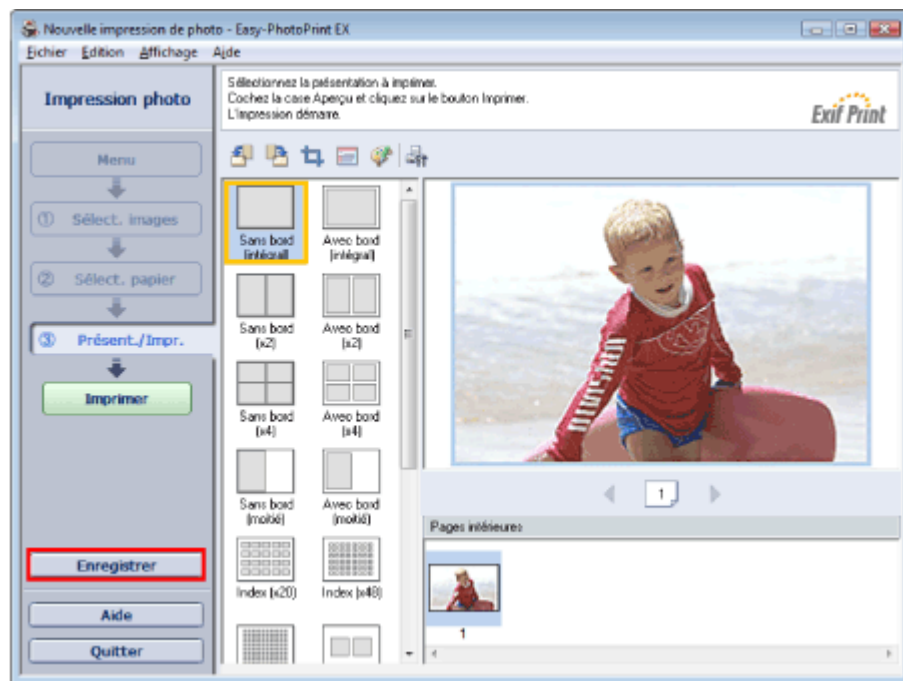 Nouvelle impression de photo - Easy-PhotoPrint EX
Fichier Édition Affichage Aide
Impression photo
Sélectionnez la présentation à imprimer.
Cochez la case Aperçu et cliquez sur le bouton Imprimer.
L'impression démarre.
Exif Print
Menu
① Sélect. images
② Sélect. papier
③ Présent./Impr.
Imprimer
Enregistrer
Aide
Quitter
Sans bord (intégral)
Avec bord (intégral)
Sans bord (x2)
Avec bord (x2)
Sans bord (x4)
Avec bord (x4)
Sans bord (moitié)
Avec bord (moitié)
Index (x20)
Index (x48)
1
Pages intérieures
1